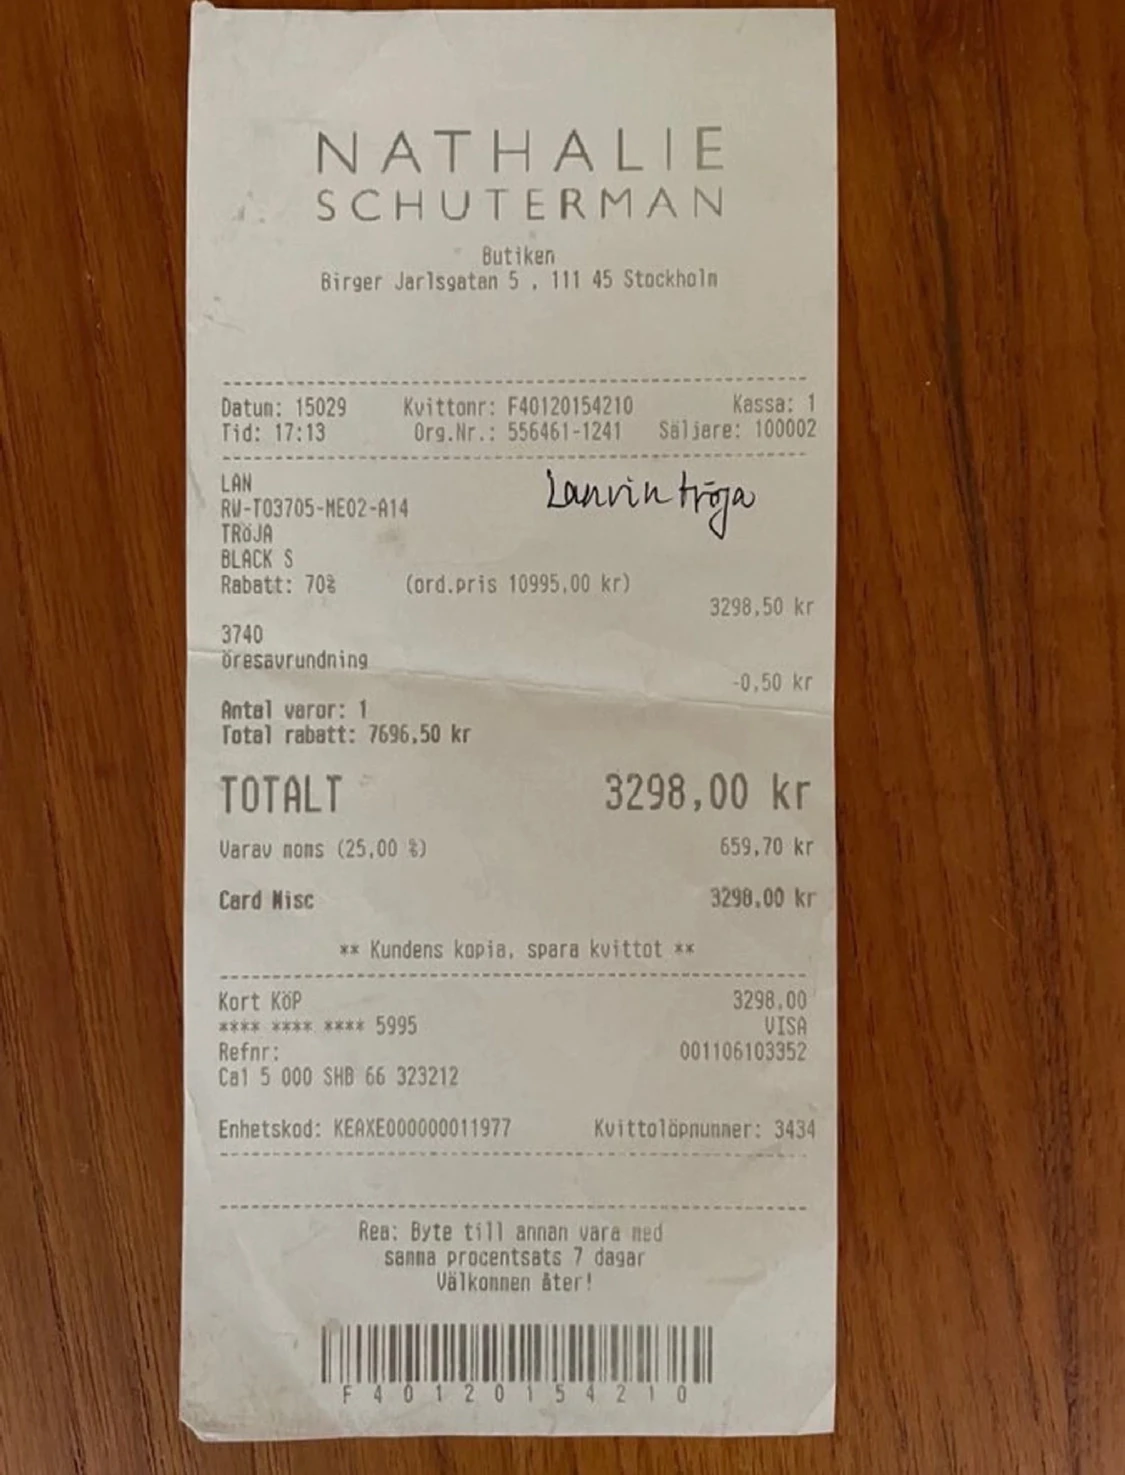 NATHALIE
SCHUTERMAN
Butiken
Birger Jarlsgatan 5 , 111 45 Stockholm
Datum: 15029 Kvittonr: F40120154210 Kassa: 1
Tid: 17:13 Org.Nr.: 556461-1241 Säljare: 100002
LAN
Lanvin tröja
RW-TO3705-ME02-A14
TRöJA
BLACK S
Rabatt: 70% (ord.pris 10995,00 kr)
3298,50 kr
3740
öresavrundning
-0,50 kr
Antal varor: 1
Total rabatt: 7696,50 kr
TOTALT 3298,00 kr
Varav moms (25,00 %) 659,70 kr
Card Misc 3298,00 kr
** Kundens kopia, spara kvittot **
Kort KöP 3298,00
**** **** **** 5995 VISA
Refnr: 001106103352
Ca1 5 000 SHB 66 323212
Enhetskod: KEAXE000000011977 Kvittolöpnummer: 3434
Rea: Byte till annan vara med
samma procentsats 7 dagar
Välkommen åter!
F40120154210